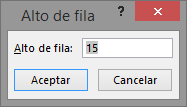 Alto de fila
?
Alto de fila: 15
Aceptar Cancelar